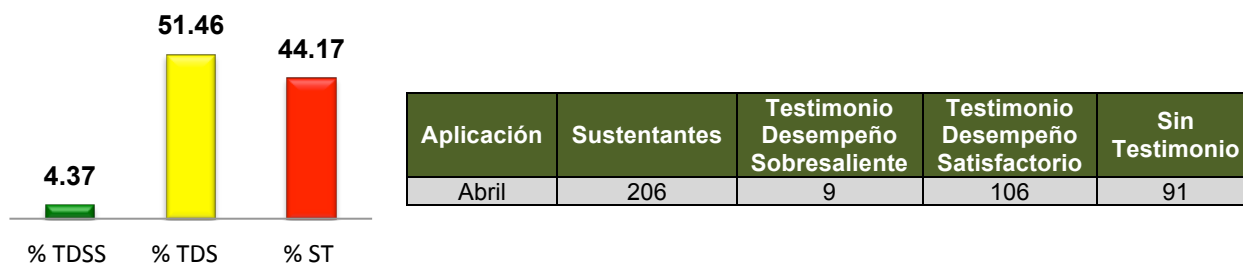 51.46
44.17
4.37
% TDSS % TDS % ST
Aplicación Sustentantes Testimonio Desempeño Sobresaliente Testimonio Desempeño Satisfactorio Sin Testimonio
Abril 206 9 106 91